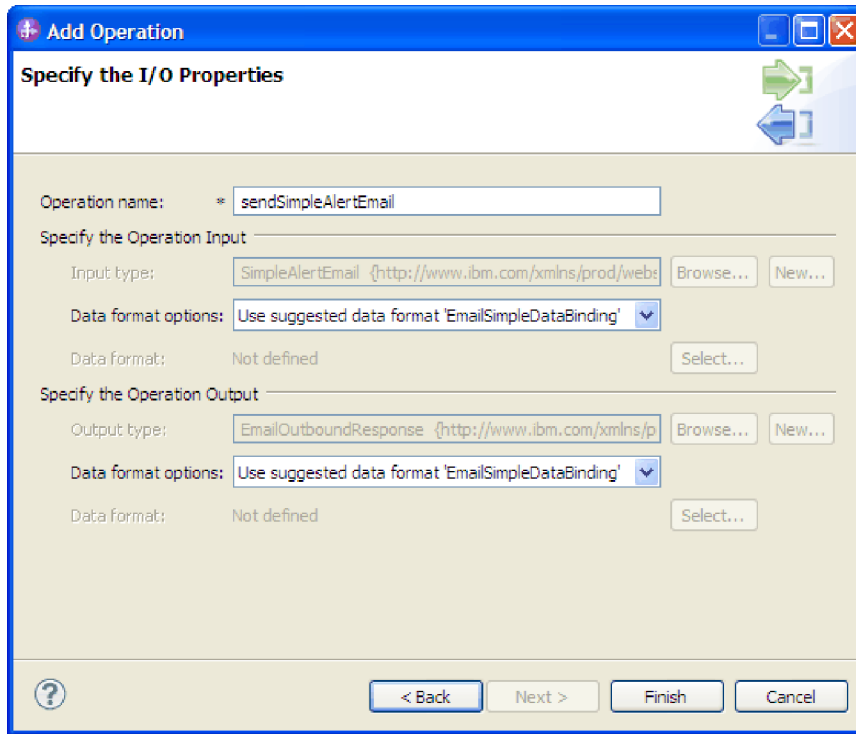 Add Operation
Specify the I/O Properties
Operation name: * sendSimpleAlertEmail
Specify the Operation Input
Input type: SimpleAlertEmail {http://www.ibm.com/xmlns/prod/webs Browse... New...
Data format options: Use suggested data format 'EmailSimpleDataBinding'
Data format: Not defined Select...
Specify the Operation Output
Output type: EmailOutboundResponse {http://www.ibm.com/xmlns/p Browse... New...
Data format options: Use suggested data format 'EmailSimpleDataBinding'
Data format: Not defined Select...
? < Back Next > Finish Cancel